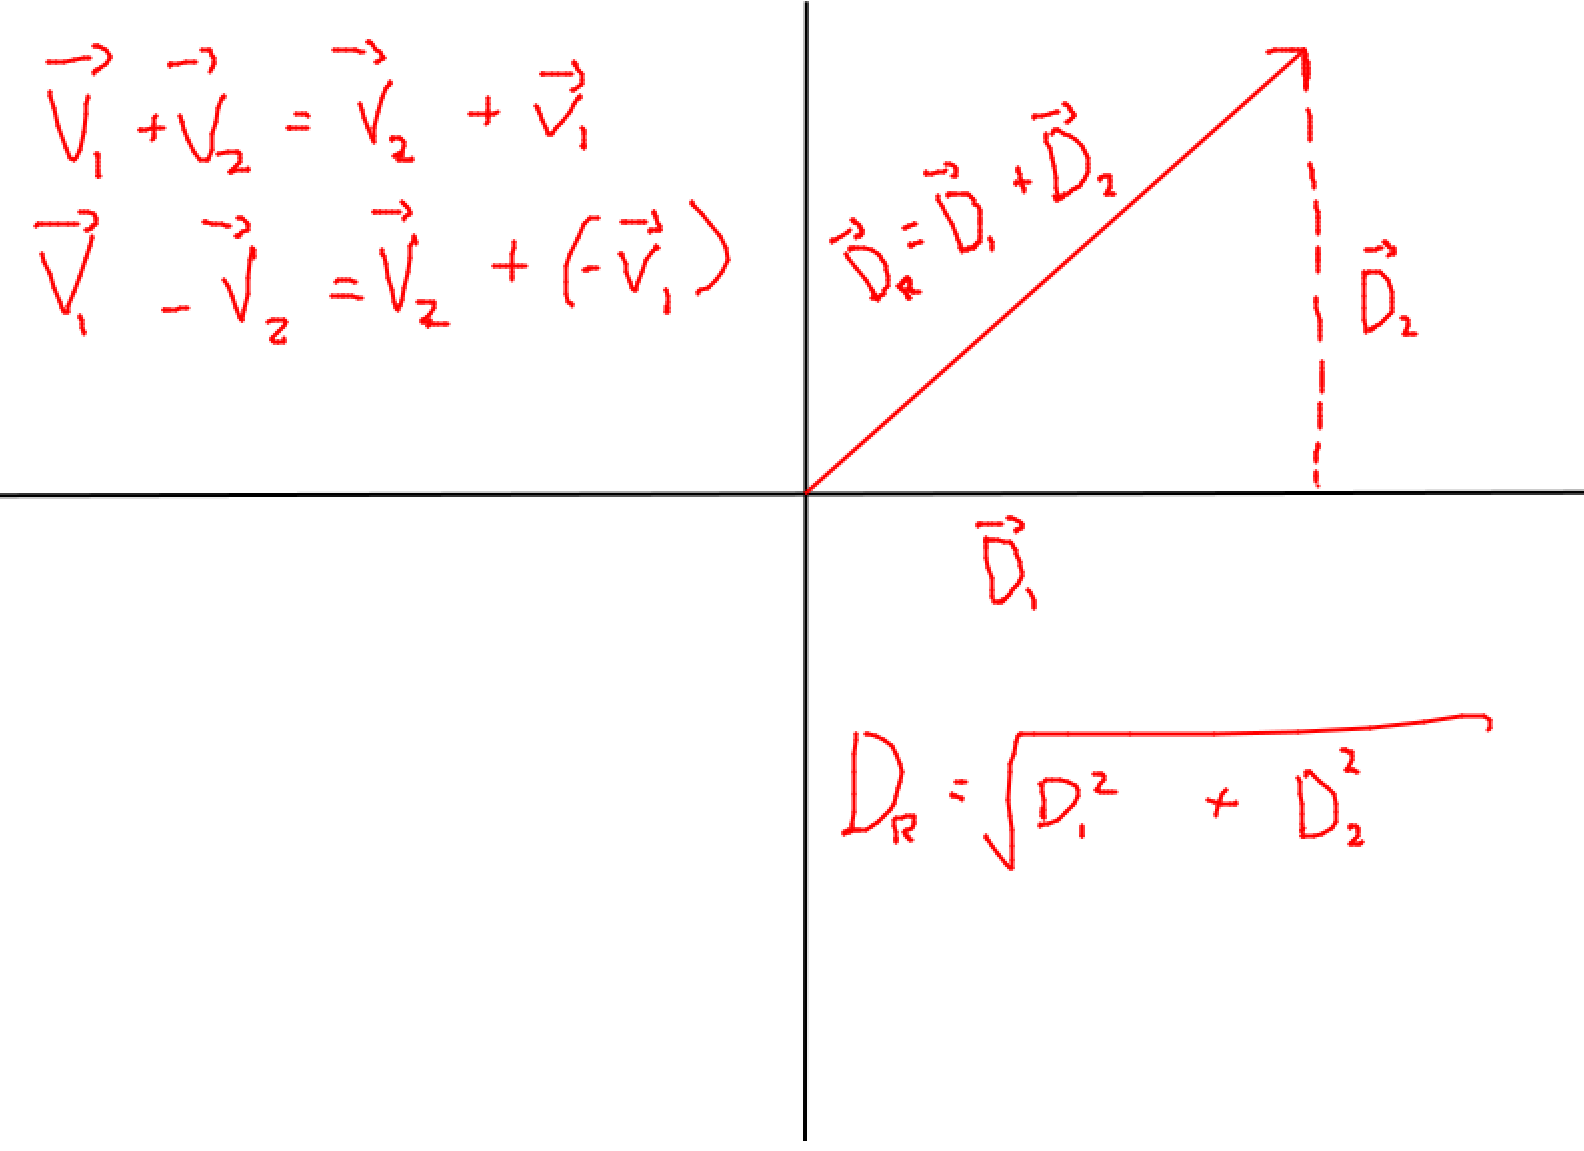 $\vec{V}_1 + \vec{V}_2 = \vec{V}_2 + \vec{V}_1$
$\vec{V}_1 - \vec{V}_2 = \vec{V}_2 + (-\vec{V}_1)$
$\vec{D}_R = \vec{D}_1 + \vec{D}_2$
$\vec{D}_2$
$\vec{D}_1$
$D_R = \sqrt{D_1^2 + D_2^2}$